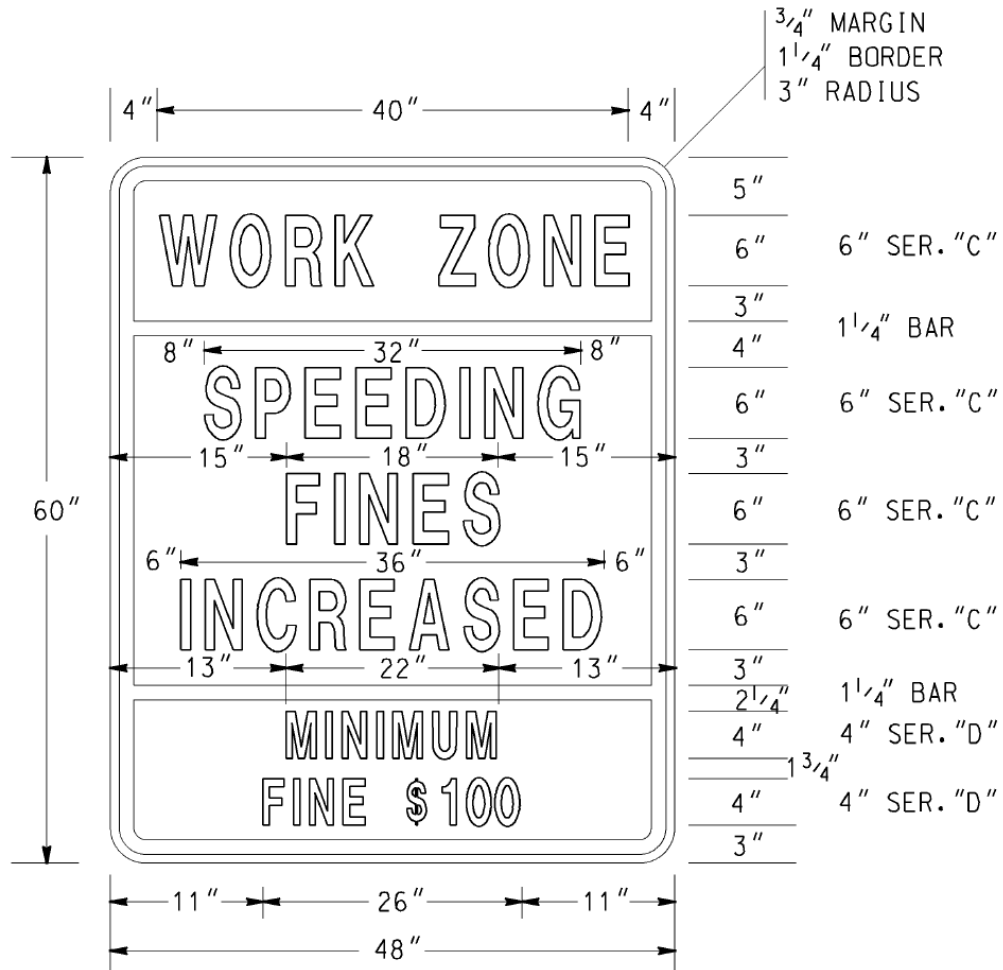 3/4" MARGIN
1 1/4" BORDER
3" RADIUS
4" 40" 4"
5"
WORK ZONE
6" 6" SER."C"
3"
1 1/4" BAR
8" 32" 8"
4"
SPEEDING
6" 6" SER."C"
15" 18" 15"
3"
60"
FINES
6" 6" SER."C"
6" 36" 6"
3"
INCREASED
6" 6" SER."C"
13" 22" 13"
3"
2 1/4" 1 1/4" BAR
MINIMUM
4" 4" SER."D"
1 3/4"
FINE $100
4" 4" SER."D"
3"
11" 26" 11"
48"